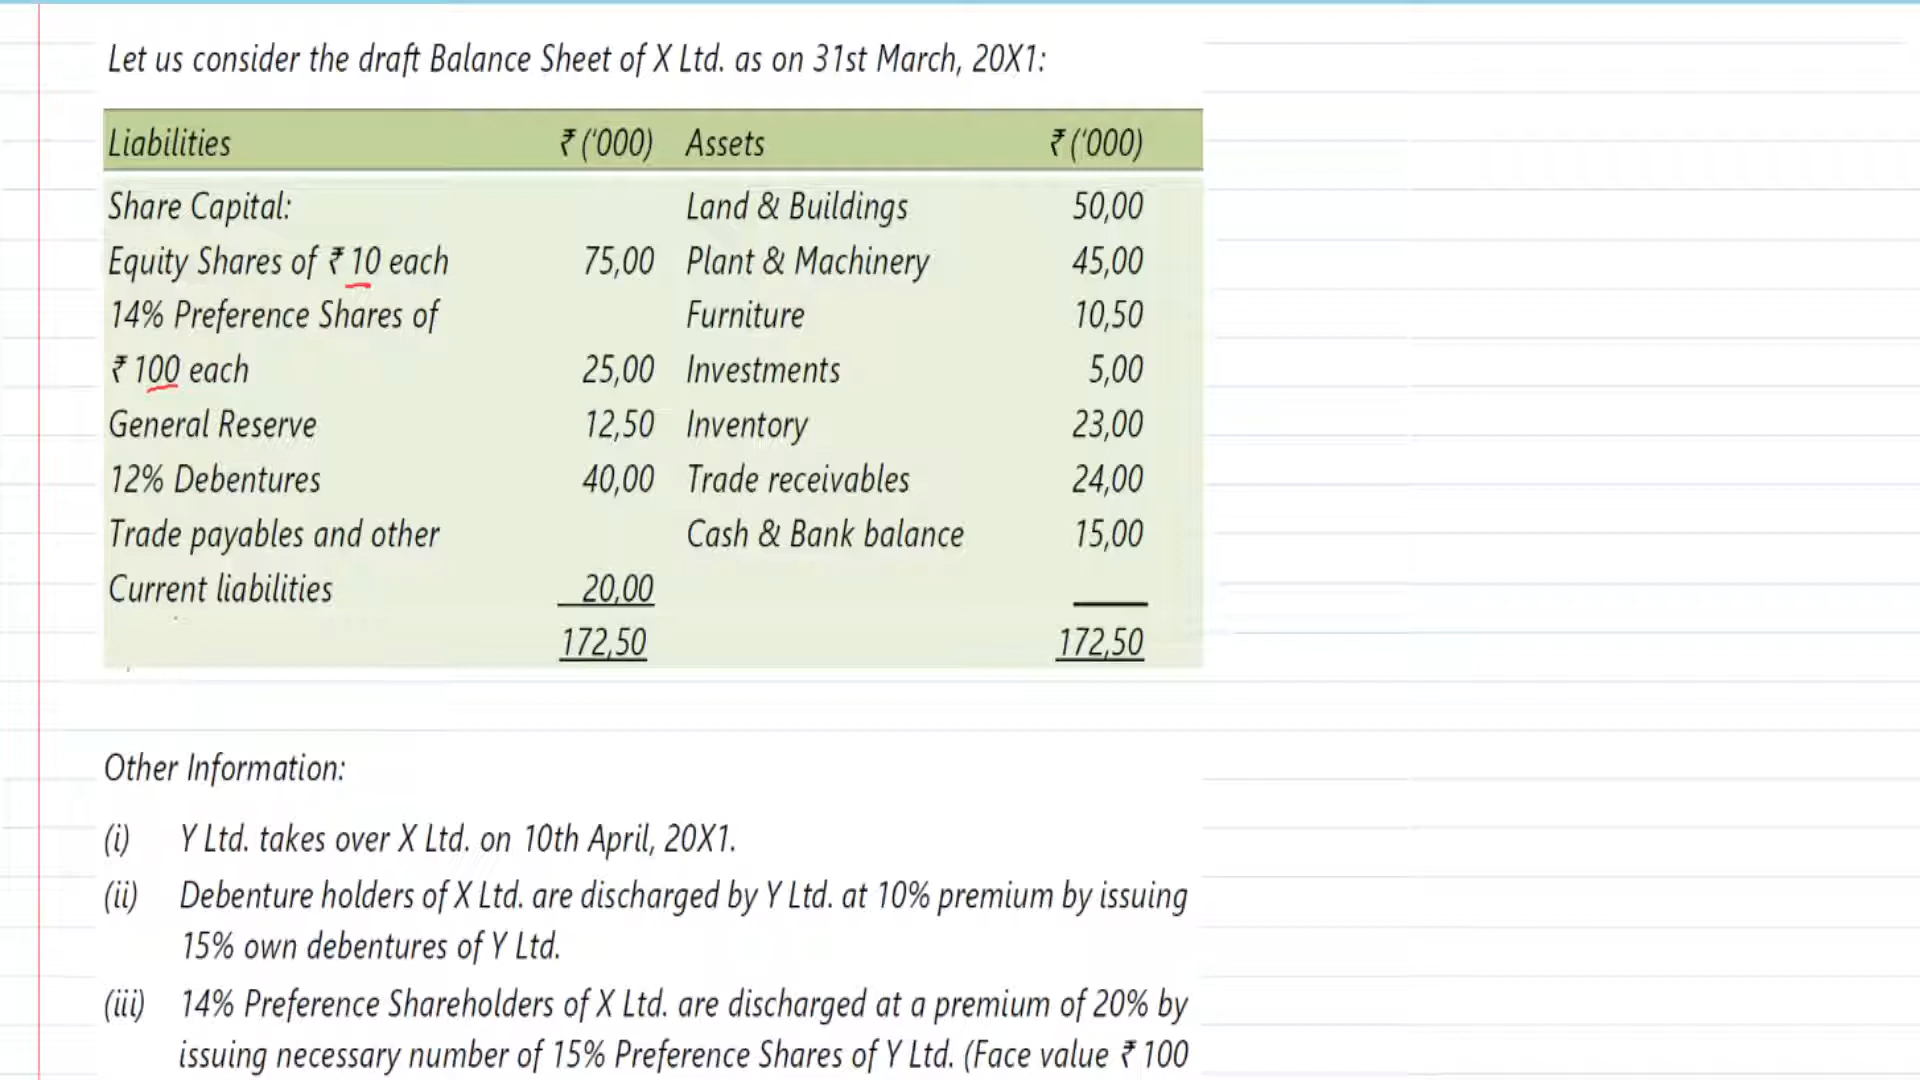 Let us consider the draft Balance Sheet of X Ltd. as on 31st March, 20X1:
Liabilities ₹ ('000) Assets ₹ ('000)
Share Capital: Land & Buildings 50,00
Equity Shares of ₹ 10 each 75,00 Plant & Machinery 45,00
14% Preference Shares of Furniture 10,50
₹ 100 each 25,00 Investments 5,00
General Reserve 12,50 Inventory 23,00
12% Debentures 40,00 Trade receivables 24,00
Trade payables and other Cash & Bank balance 15,00
Current liabilities 20,00
172,50 172,50
Other Information:
(i) Y Ltd. takes over X Ltd. on 10th April, 20X1.
(ii) Debenture holders of X Ltd. are discharged by Y Ltd. at 10% premium by issuing
15% own debentures of Y Ltd.
(iii) 14% Preference Shareholders of X Ltd. are discharged at a premium of 20% by
issuing necessary number of 15% Preference Shares of Y Ltd. (Face value ₹ 100